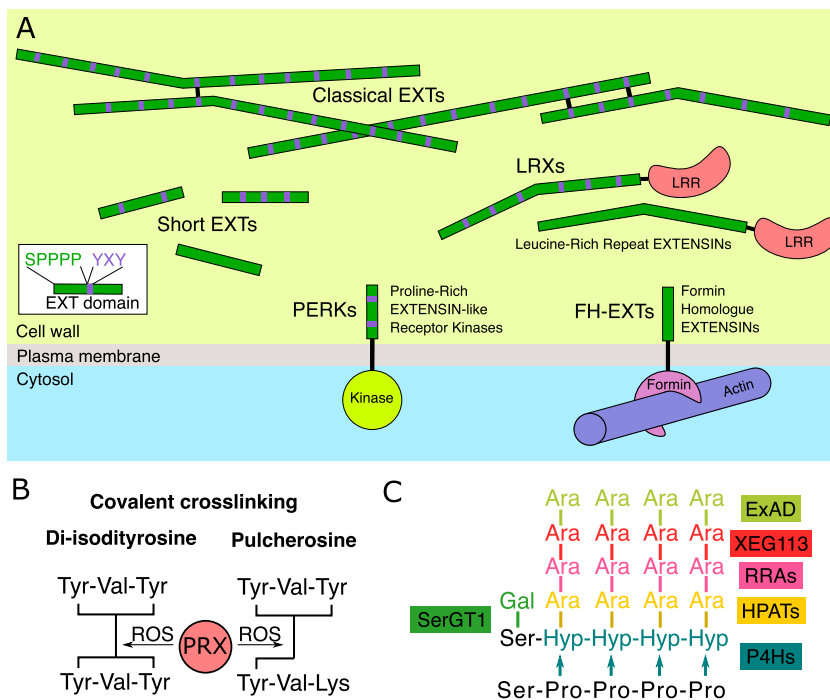 A
Classical EXTs
LRXs
LRR
Short EXTs
Leucine-Rich Repeat EXTENSINs
LRR
SPPPP YXY
EXT domain
PERKs
Proline-Rich
EXTENSIN-like
Receptor Kinases
FH-EXTs
Formin
Homologue
EXTENSINs
Cell wall
Plasma membrane
Cytosol
Kinase
Formin
Actin
B
Covalent crosslinking
Di-isodityrosine
Pulcherosine
Tyr-Val-Tyr
Tyr-Val-Tyr
ROS
PRX
ROS
Tyr-Val-Tyr
Tyr-Val-Lys
C
Ara Ara Ara Ara
ExAD
Ara Ara Ara Ara
XEG113
Ara Ara Ara Ara
RRAs
Gal
Ara Ara Ara Ara
HPATs
SerGT1
Ser-Hyp-Hyp-Hyp-Hyp
P4Hs
Ser-Pro-Pro-Pro-Pro